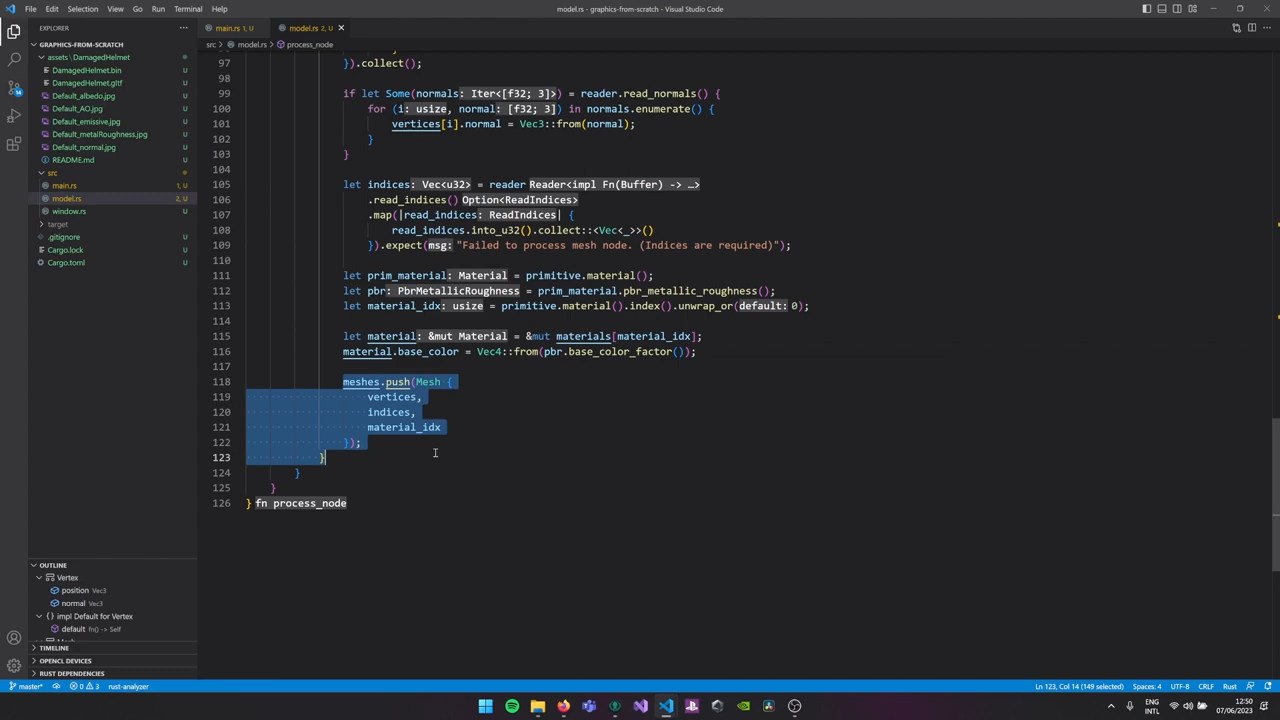 File Edit Selection View Go Run Terminal Help
model.rs - graphics-from-scratch - Visual Studio Code
EXPLORER
GRAPHICS-FROM-SCRATCH
assets \ DamagedHelmet
DamagedHelmet.bin U
DamagedHelmet.gltf U
Default_albedo.jpg U
Default_AO.jpg U
Default_emissive.jpg U
Default_metalRoughness.jpg U
Default_normal.jpg U
README.md U
src
main.rs 1, U
model.rs 2, U
window.rs U
target
.gitignore U
Cargo.lock U
Cargo.toml U
OUTLINE
Vertex
position Vec3
normal Vec3
impl Default for Vertex
default fn() -> Self
TIMELINE
OPENCL DEVICES
RUST DEPENDENCIES
main.rs 1, U model.rs 2, U
src > model.rs > process_node
97 }).collect();
98
99 if let Some(normals: Iter<[f32; 3]>) = reader.read_normals() {
100 for (i: usize, normal: [f32; 3]) in normals.enumerate() {
101 vertices[i].normal = Vec3::from(normal);
102 }
103 }
104
105 let indices: Vec<u32> = reader Reader<impl Fn(Buffer) -> …>
106 .read_indices() Option<ReadIndices>
107 .map(|read_indices: ReadIndices| {
108 read_indices.into_u32().collect::<Vec<_>>()
109 }).expect(msg: "Failed to process mesh node. (Indices are required)");
110
111 let prim_material: Material = primitive.material();
112 let pbr: PbrMetallicRoughness = prim_material.pbr_metallic_roughness();
113 let material_idx: usize = primitive.material().index().unwrap_or(default: 0);
114
115 let material: &mut Material = &mut materials[material_idx];
116 material.base_color = Vec4::from(pbr.base_color_factor());
117
118 meshes.push(Mesh {
119 vertices,
120 indices,
121 material_idx
122 });
123 }
124 }
125 }
126 } fn process_node
master* 0 3 rust-analyzer
Ln 123, Col 14 (149 selected) Spaces: 4 UTF-8 CRLF Rust
ENG
INTL
12:50
07/06/2023